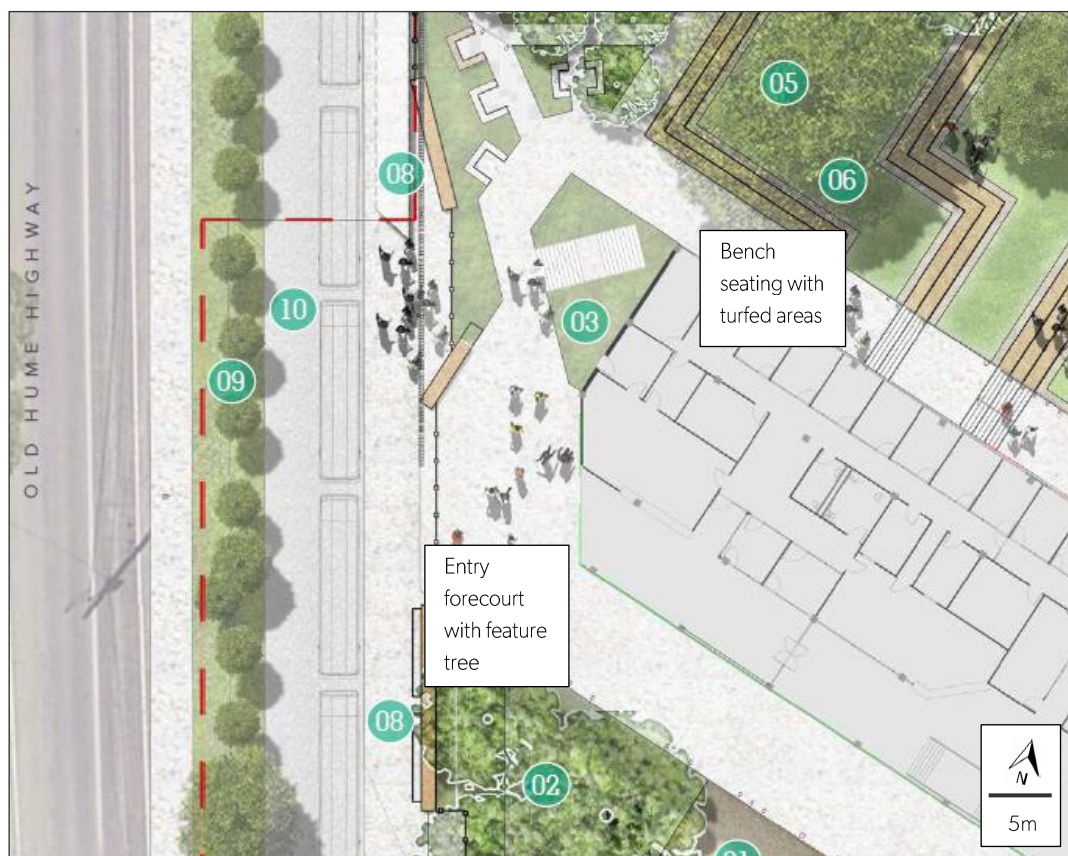 05
08
06
Bench
seating with
turfed areas
10
03
09
OLD HUME HIGHWAY
Entry
forecourt
with feature
tree
08
02
N
5m
01